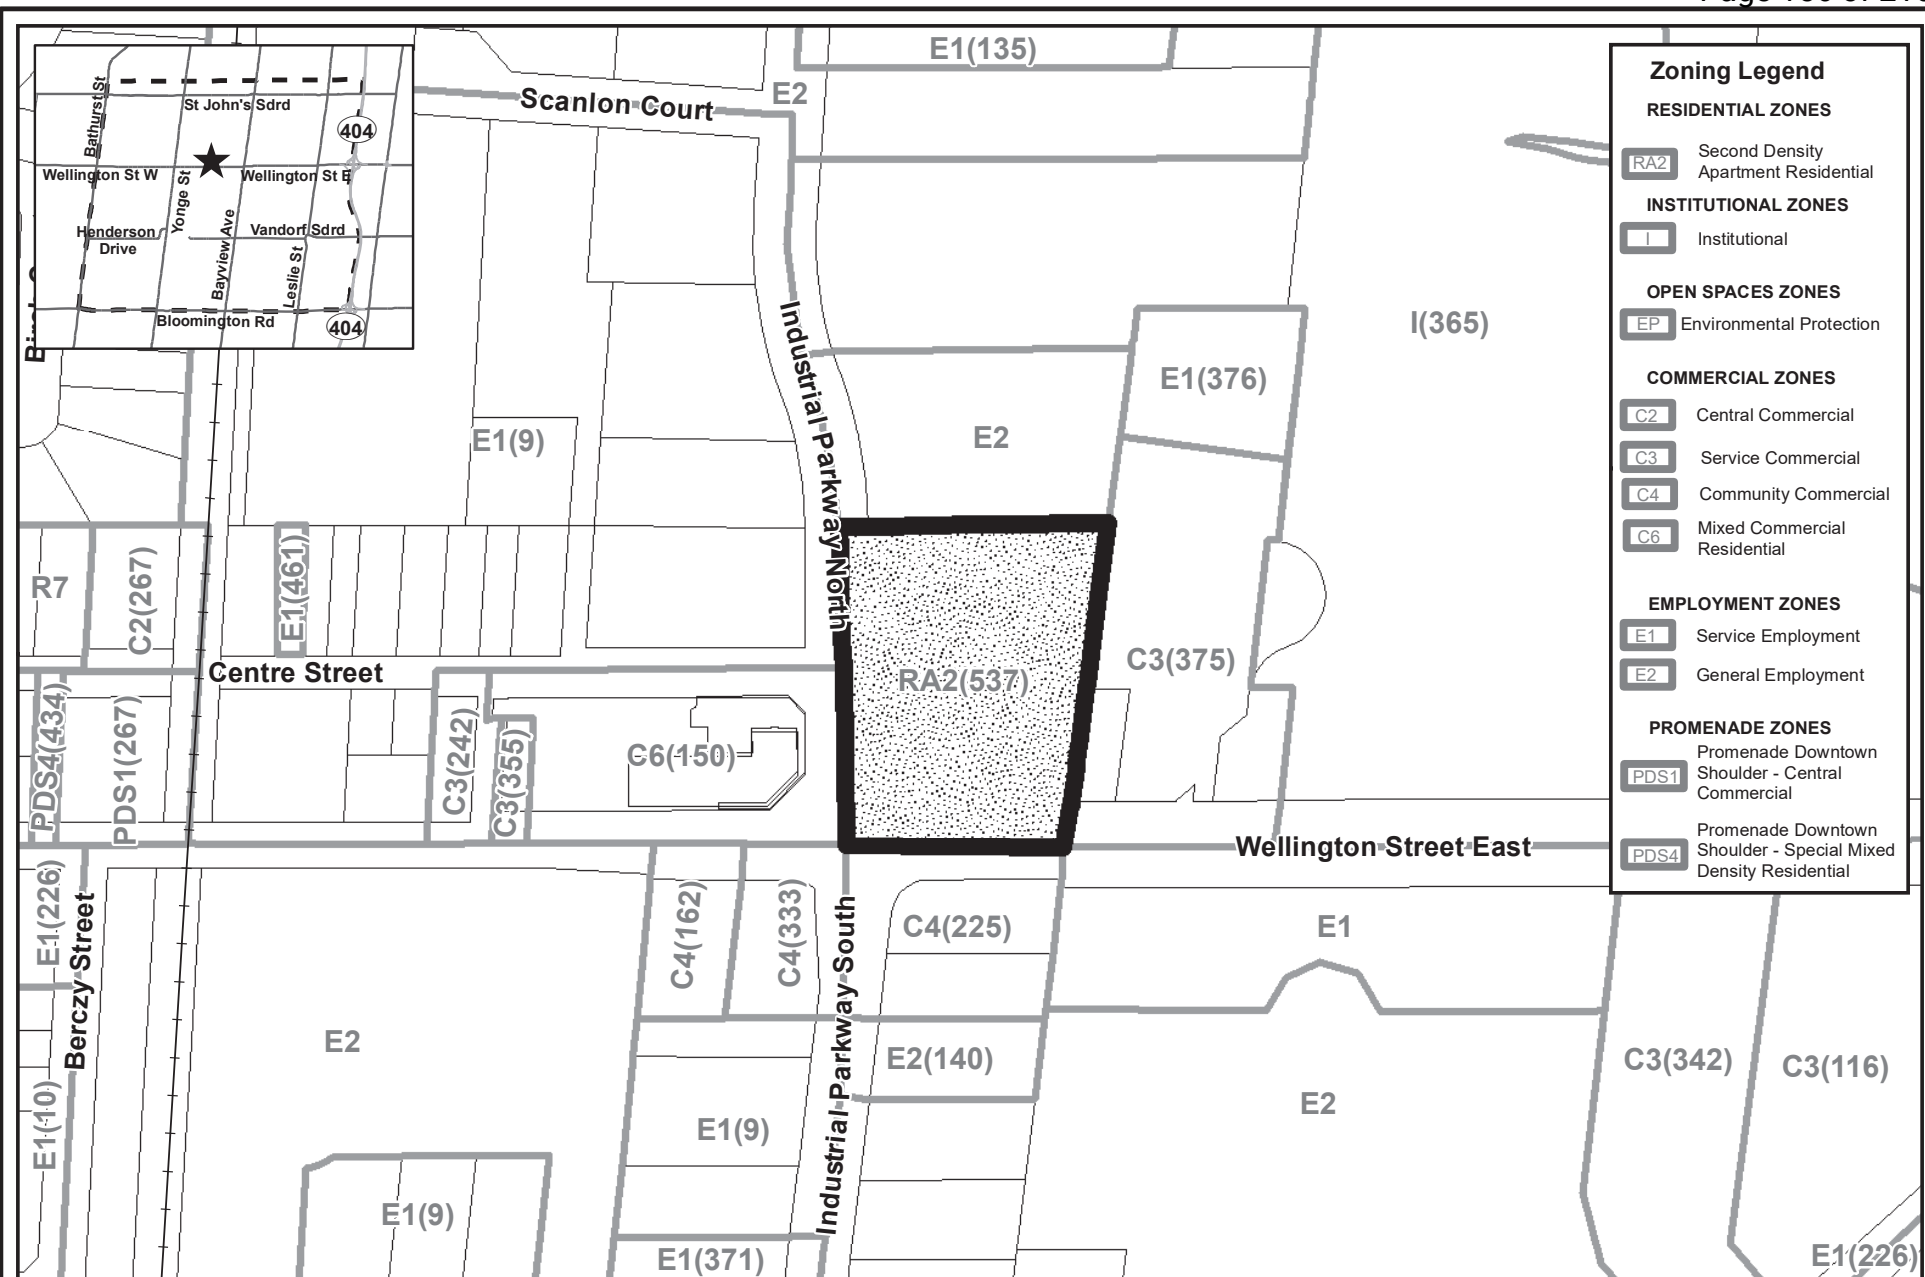 St John's Sdrd
Bathurst St
404
Wellington St W
Wellington St E
Yonge St
Henderson
Drive
Bayview Ave
Vandorf Sdrd
Leslie St
Bloomington Rd
404
E1(135)
Scanlon Court
E2
Industrial Parkway North
I(365)
E1(376)
E1(9)
E2
R7
C2(267)
E1(461)
Centre Street
RA2(537)
C3(375)
PDS4(434)
PDS1(267)
C3(242)
C3(355)
C6(150)
Wellington Street East
E1(226)
Berczy Street
C4(162)
C4(333)
Industrial Parkway South
C4(225)
E1
E2
E2(140)
C3(342)
C3(116)
E1(10)
E1(9)
E2
E1(9)
E1(371)
E1(226)
Zoning Legend
RESIDENTIAL ZONES
RA2
Second Density
Apartment Residential
INSTITUTIONAL ZONES
I
Institutional
OPEN SPACES ZONES
EP
Environmental Protection
COMMERCIAL ZONES
C2
Central Commercial
C3
Service Commercial
C4
Community Commercial
C6
Mixed Commercial
Residential
EMPLOYMENT ZONES
E1
Service Employment
E2
General Employment
PROMENADE ZONES
PDS1
Promenade Downtown
Shoulder - Central
Commercial
PDS4
Promenade Downtown
Shoulder - Special Mixed
Density Residential